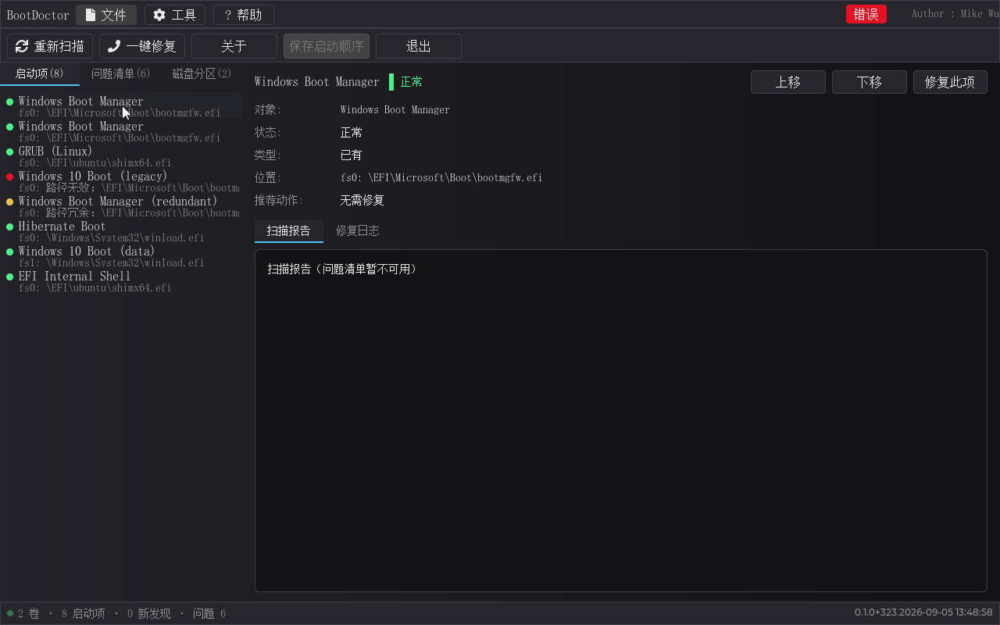 BootDoctor 文件 工具 ? 帮助 错误 Author : Mike Wu
重新扫描 一键修复 关于 保存启动顺序 退出
启动项(8) 问题清单(6) 磁盘分区(2)
Windows Boot Manager
fs0: \EFI\Microsoft\Boot\bootmgfw.efi
Windows Boot Manager
fs0: \EFI\Microsoft\Boot\bootmgfw.efi
GRUB (Linux)
fs0: \EFI\ubuntu\shimx64.efi
Windows 10 Boot (legacy)
fs0: 路径无效: \EFI\Microsoft\Boot\bootm
Windows Boot Manager (redundant)
fs0: 路径冗余: \EFI\Microsoft\Boot\bootm
Hibernate Boot
fs0: \Windows\System32\winload.efi
Windows 10 Boot (data)
fs1: \Windows\System32\winload.efi
EFI Internal Shell
fs0: \EFI\ubuntu\shimx64.efi
Windows Boot Manager 正常 上移 下移 修复此项
对象: Windows Boot Manager
状态: 正常
类型: 已有
位置: fs0: \EFI\Microsoft\Boot\bootmgfw.efi
推荐动作: 无需修复
扫描报告 修复日志
扫描报告（问题清单暂不可用）
2 卷 · 8 启动项 · 0 新发现 · 问题 6 0.1.0+323.2026-09-05 13:48:58